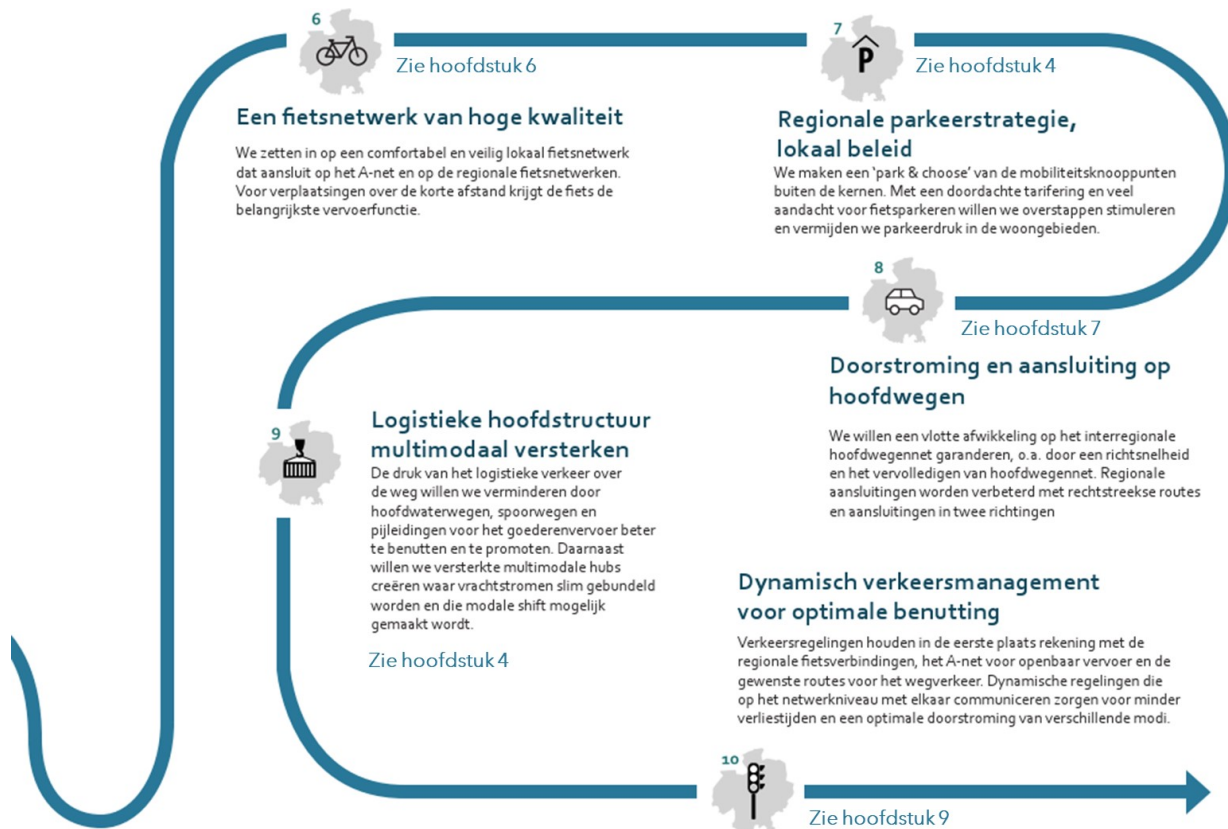 6
Zie hoofdstuk 6
Een fietsnetwerk van hoge kwaliteit
We zetten in op een comfortabel en veilig lokaal fietsnetwerk
dat aansluit op het A-net en op de regionale fietsnetwerken.
Voor verplaatsingen over de korte afstand krijgt de fiets de
belangrijkste vervoerfunctie.
7
P
Zie hoofdstuk 4
Regionale parkeerstrategie,
lokaal beleid
We maken een 'park & choose' van de mobiliteitsknooppunten
buiten de kernen. Met een doordachte tarifering en veel
aandacht voor fietsparkeren willen we overstappen stimuleren
en vermijden we parkeerdruk in de woongebieden.
8
Zie hoofdstuk 7
Doorstroming en aansluiting op
hoofdwegen
We willen een vlotte afwikkeling op het interregionale
hoofdwegennet garanderen, o.a. door een richtsnelheid
en het vervolledigen van hoofdwegennet. Regionale
aansluitingen worden verbeterd met rechtstreekse routes
en aansluitingen in twee richtingen
9
Logistieke hoofdstructuur
multimodaal versterken
De druk van het logistieke verkeer over
de weg willen we verminderen door
hoofdwaterwegen, spoorwegen en
pijleidingen voor het goederenvervoer beter
te benutten en te promoten. Daarnaast
willen we versterkte multimodale hubs
creëren waar vrachtstromen slim gebundeld
worden en die modale shift mogelijk
gemaakt wordt.
Zie hoofdstuk 4
Dynamisch verkeersmanagement
voor optimale benutting
Verkeersregelingen houden in de eerste plaats rekening met de
regionale fietsverbindingen, het A-net voor openbaar vervoer en de
gewenste routes voor het wegverkeer. Dynamische regelingen die
op het netwerkniveau met elkaar communiceren zorgen voor minder
verliestijden en een optimale doorstroming van verschillende modi.
10
Zie hoofdstuk 9